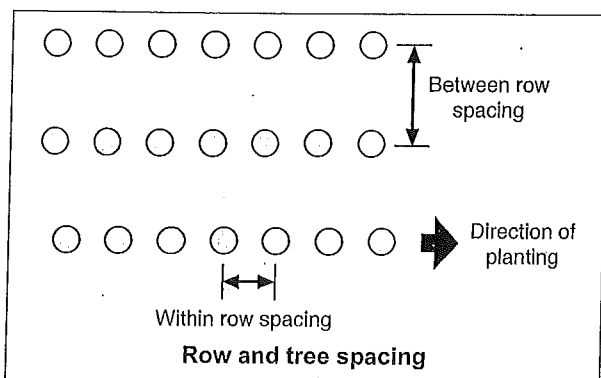 Between row
spacing
Direction of
planting
Within row spacing
Row and tree spacing